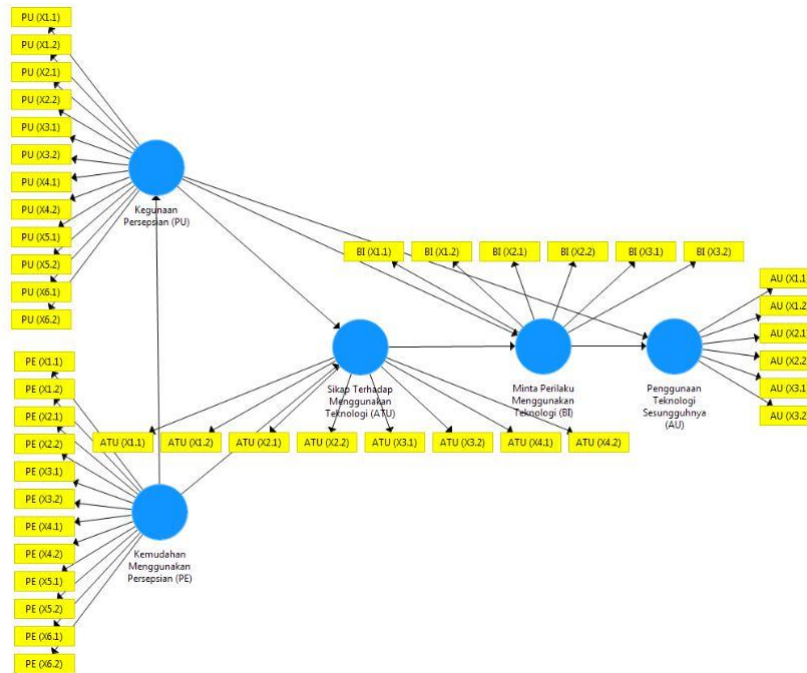 PU (X1.1)
PU (X1.2)
PU (X2.1)
PU (X2.2)
PU (X3.1)
PU (X3.2)
PU (X4.1)
PU (X4.2)
PU (X5.1)
PU (X5.2)
PU (X6.1)
PU (X6.2)
Kegunaan
Persepsian (PU)
BI (X1.1)
BI (X1.2)
BI (X2.1)
BI (X2.2)
BI (X3.1)
BI (X3.2)
AU (X1.1)
AU (X1.2)
AU (X2.1)
AU (X2.2)
AU (X3.1)
AU (X3.2)
Sikap Terhadap
Menggunakan
Teknologi (ATU)
Minta Perilaku
Menggunakan
Teknologi (BI)
Penggunaan
Teknologi
Sesungguhnya
(AU)
PE (X1.1)
PE (X1.2)
PE (X2.1)
PE (X2.2)
PE (X3.1)
PE (X3.2)
PE (X4.1)
PE (X4.2)
PE (X5.1)
PE (X5.2)
PE (X6.1)
PE (X6.2)
ATU (X1.1)
ATU (X1.2)
ATU (X2.1)
ATU (X2.2)
ATU (X3.1)
ATU (X3.2)
ATU (X4.1)
ATU (X4.2)
Kemudahan
Menggunakan
Persepsian (PE)